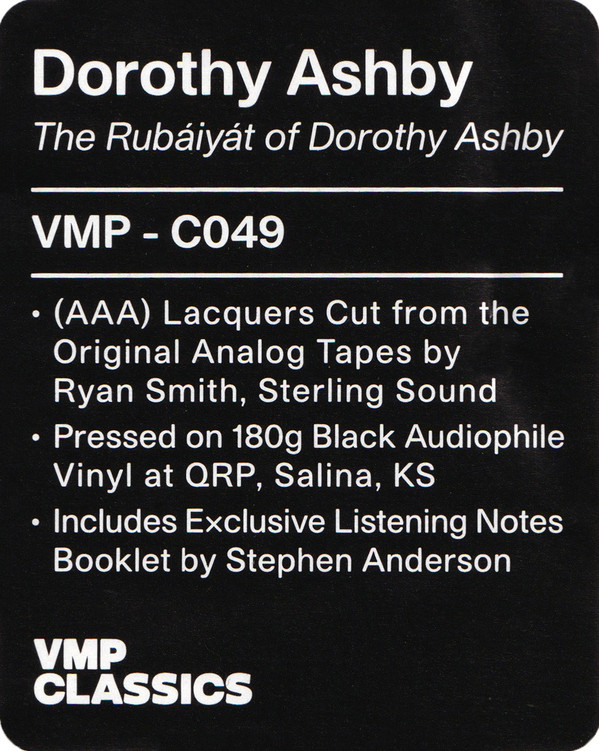 Dorothy Ashby
The Rubáiyát of Dorothy Ashby
VMP - C049
• (AAA) Lacquers Cut from the
Original Analog Tapes by
Ryan Smith, Sterling Sound
• Pressed on 180g Black Audiophile
Vinyl at QRP, Salina, KS
• Includes Exclusive Listening Notes
Booklet by Stephen Anderson
VMP
CLASSICS